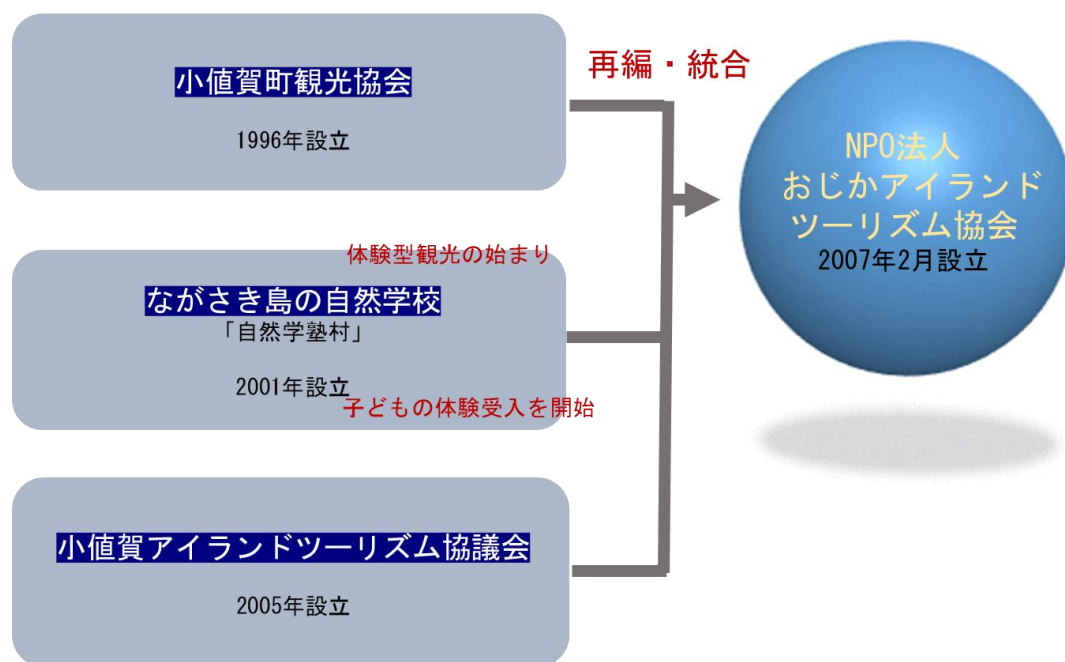 小値賀町観光協会
1996年設立
体験型観光の始まり
ながさき島の自然学校
「自然学塾村」
2001年設立
子どもの体験受入を開始
小値賀アイランドツーリズム協議会
2005年設立
再編・統合
NPO法人
おぢかアイランド
ツーリズム協会
2007年2月設立